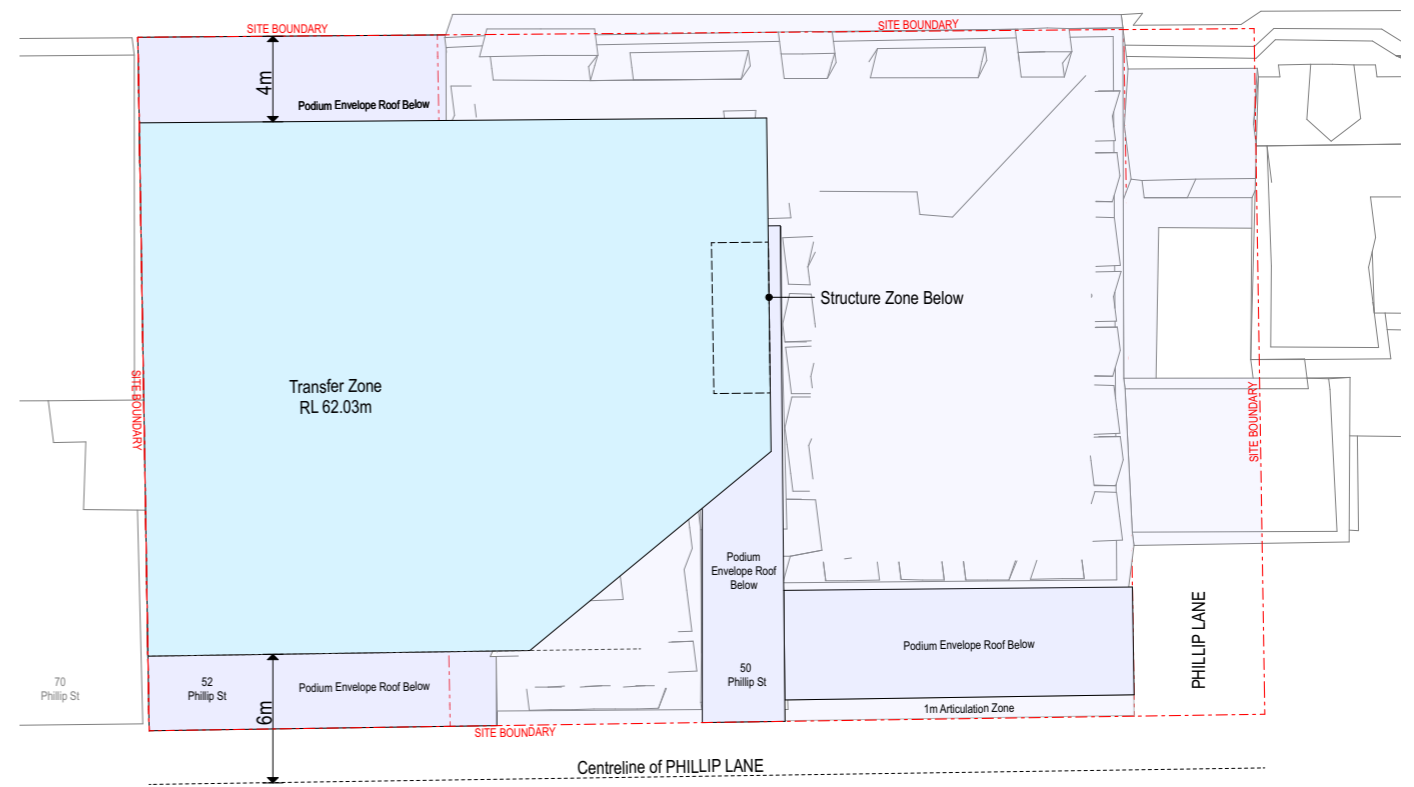 SITE BOUNDARY
SITE BOUNDARY
4m
Podium Envelope Roof Below
Structure Zone Below
Transfer Zone
RL 62.03m
SITE BOUNDARY
SITE BOUNDARY
Podium
Envelope Roof
Below
PHILLIP LANE
Podium Envelope Roof Below
70
Phillip St
52
Phillip St
Podium Envelope Roof Below
50
Phillip St
6m
1m Articulation Zone
SITE BOUNDARY
Centreline of PHILLIP LANE